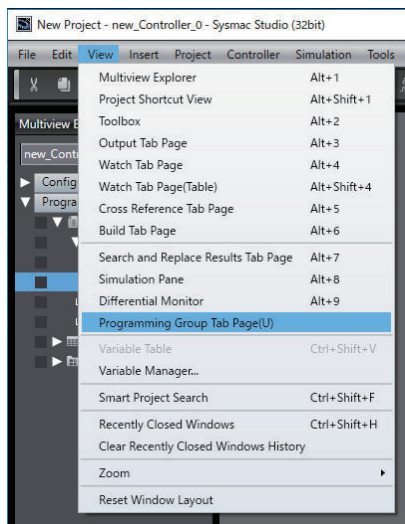 New Project - new_Controller_0 - Sysmac Studio (32bit)
File Edit View Insert Project Controller Simulation Tools
Multiview Explorer Alt+1
Project Shortcut View Alt+Shift+1
Toolbox Alt+2
Output Tab Page Alt+3
Watch Tab Page Alt+4
Watch Tab Page(Table) Alt+Shift+4
Cross Reference Tab Page Alt+5
Build Tab Page Alt+6
Search and Replace Results Tab Page Alt+7
Simulation Pane Alt+8
Differential Monitor Alt+9
Programming Group Tab Page(U)
Variable Table Ctrl+Shift+V
Variable Manager...
Smart Project Search Ctrl+Shift+F
Recently Closed Windows Ctrl+Shift+H
Clear Recently Closed Windows History
Zoom
Reset Window Layout
Multiview E
new_Contr
Config
Progra